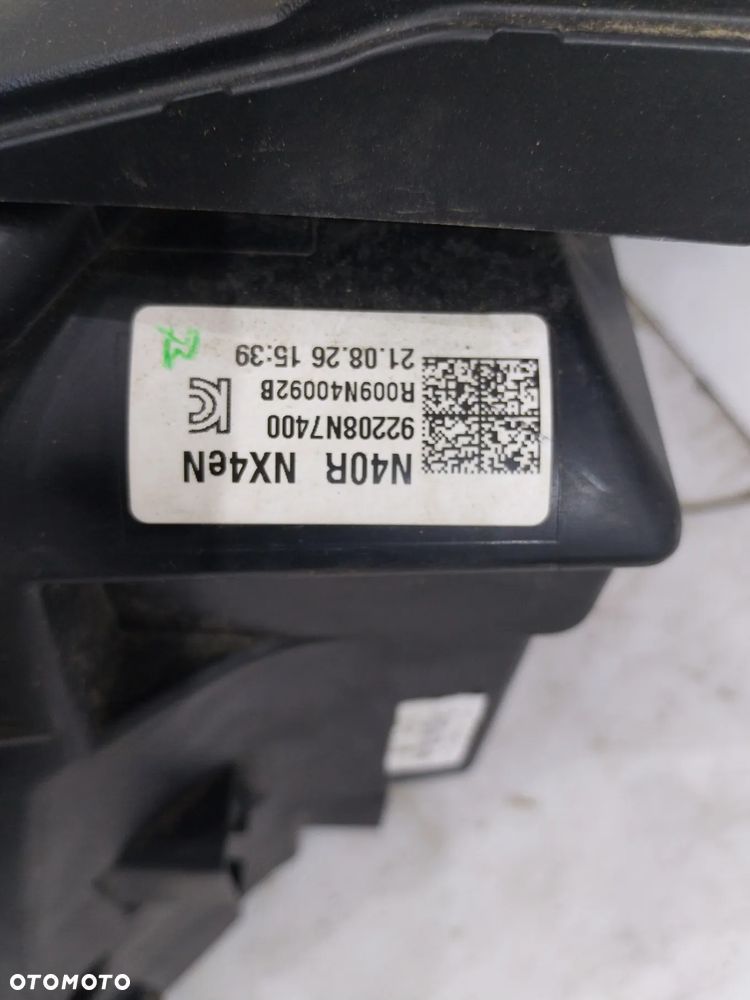 N40R NX4eN
92208N7400
R009N40092B
21.08.26 15:39
OTOMOTO